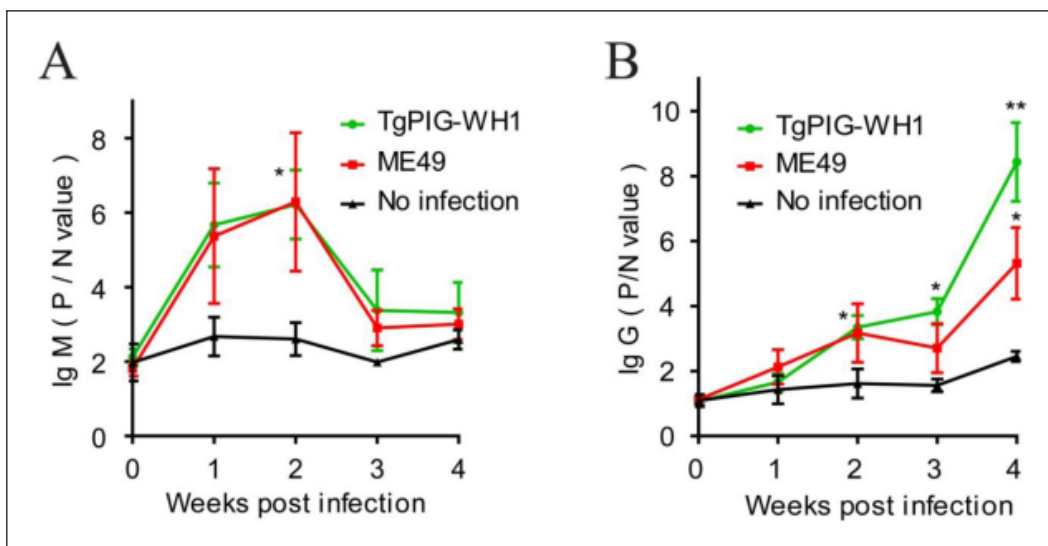 A
Ig M ( P / N value )
8
6
4
2
0
TgPIG-WH1
ME49
No infection
*
0 1 2 3 4
Weeks post infection
B
Ig G ( P/N value )
10
8
6
4
2
0
TgPIG-WH1
ME49
No infection
**
*
*
*
0 1 2 3 4
Weeks post infection